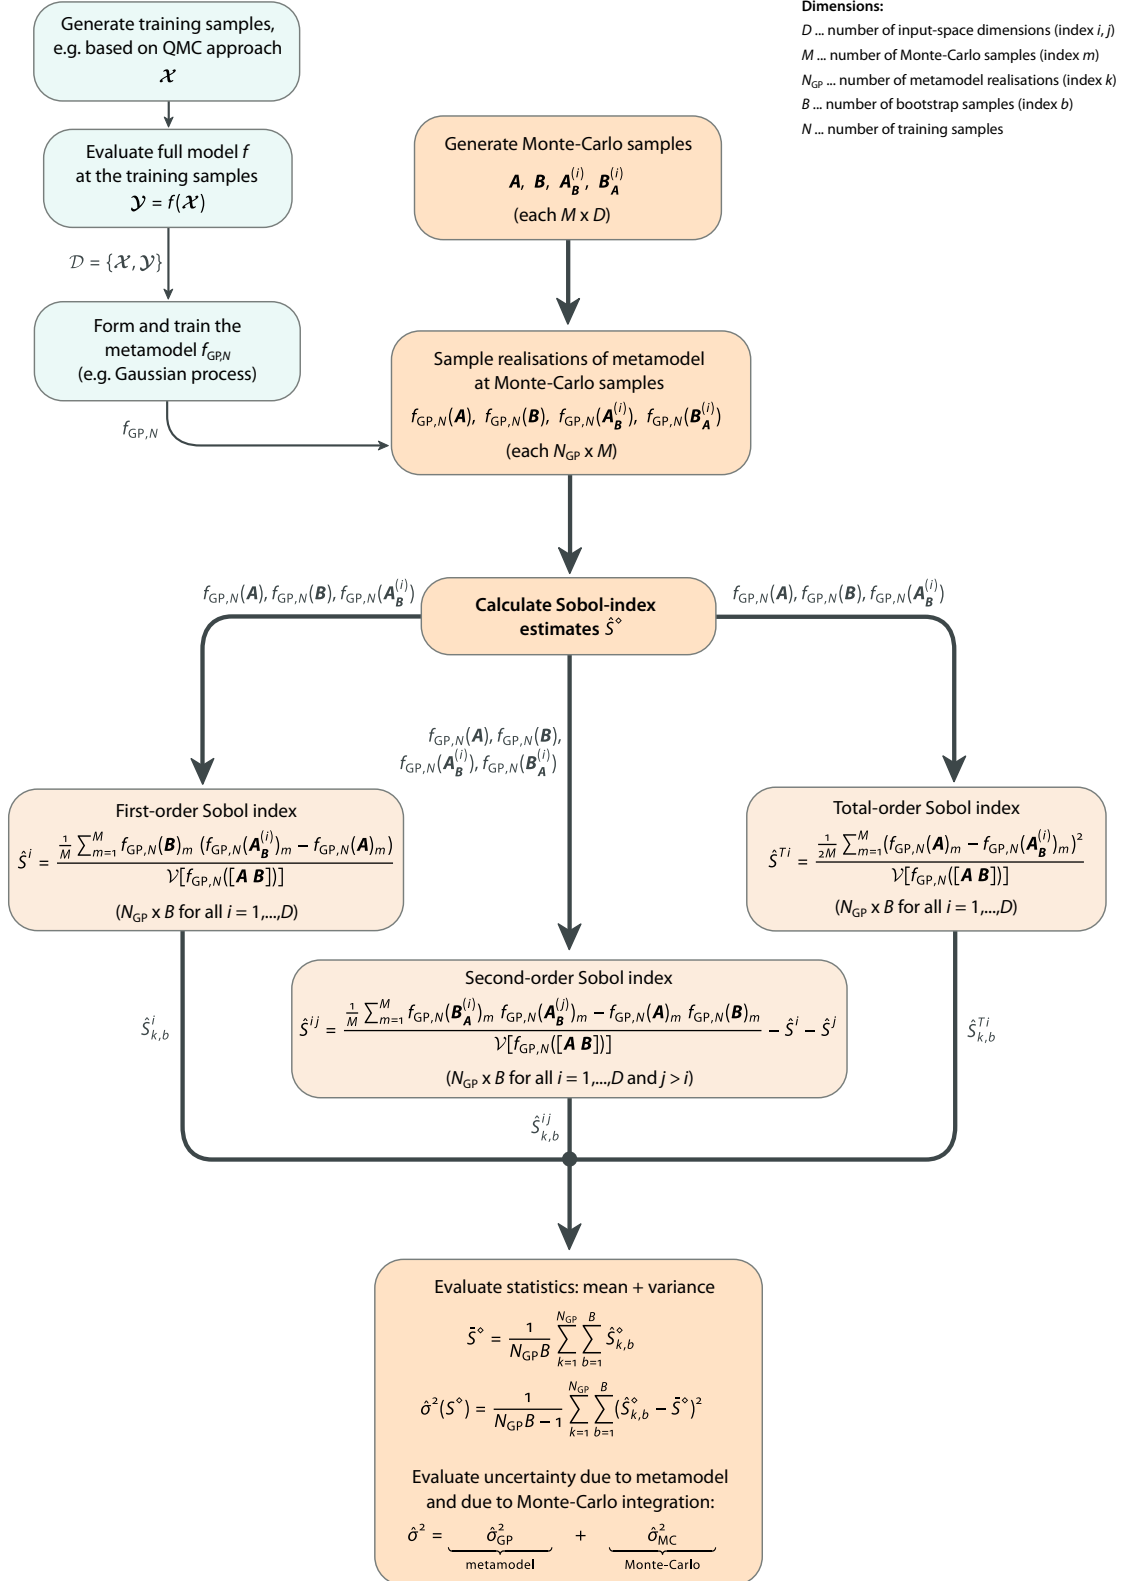 Generate training samples,
e.g. based on QMC approach
𝒳
Evaluate full model f
at the training samples
𝒴 = f(𝒳)
𝒟 = {𝒳, 𝒴}
Form and train the
metamodel f_GP,N
(e.g. Gaussian process)
f_GP,N
Dimensions:
D ... number of input-space dimensions (index i, j)
M ... number of Monte-Carlo samples (index m)
N_GP ... number of metamodel realisations (index k)
B ... number of bootstrap samples (index b)
N ... number of training samples
Generate Monte-Carlo samples
A, B, A_B^(i), B_A^(i)
(each M x D)
Sample realisations of metamodel
at Monte-Carlo samples
f_GP,N(A), f_GP,N(B), f_GP,N(A_B^(i)), f_GP,N(B_A^(i))
(each N_GP x M)
f_GP,N(A), f_GP,N(B), f_GP,N(A_B^(i))
Calculate Sobol-index
estimates Ŝ^⋄
f_GP,N(A), f_GP,N(B), f_GP,N(A_B^(i))
f_GP,N(A), f_GP,N(B),
f_GP,N(A_B^(i)), f_GP,N(B_A^(i))
First-order Sobol index
Ŝ^i = 1/M ∑_{m=1}^M f_GP,N(B)_m (f_GP,N(A_B^(i))_m − f_GP,N(A)_m) / 𝒱[f_GP,N([A B])]
(N_GP x B for all i = 1,...,D)
Total-order Sobol index
Ŝ^Ti = 1/2M ∑_{m=1}^M (f_GP,N(A)_m − f_GP,N(A_B^(i))_m)² / 𝒱[f_GP,N([A B])]
(N_GP x B for all i = 1,...,D)
Second-order Sobol index
Ŝ^ij = 1/M ∑_{m=1}^M f_GP,N(B_A^(i))_m f_GP,N(A_B^(j))_m − f_GP,N(A)_m f_GP,N(B)_m / 𝒱[f_GP,N([A B])] − Ŝ^i − Ŝ^j
(N_GP x B for all i = 1,...,D and j > i)
Ŝ_k,b^i
Ŝ_k,b^ij
Ŝ_k,b^Ti
Evaluate statistics: mean + variance
S̄^⋄ = 1/(N_GP B) ∑_{k=1}^{N_GP} ∑_{b=1}^B Ŝ_k,b^⋄
σ̂²(S^⋄) = 1/(N_GP B − 1) ∑_{k=1}^{N_GP} ∑_{b=1}^B (Ŝ_k,b^⋄ − S̄^⋄)²
Evaluate uncertainty due to metamodel
and due to Monte-Carlo integration:
σ̂² = σ̂²_GP + σ̂²_MC
metamodel Monte-Carlo